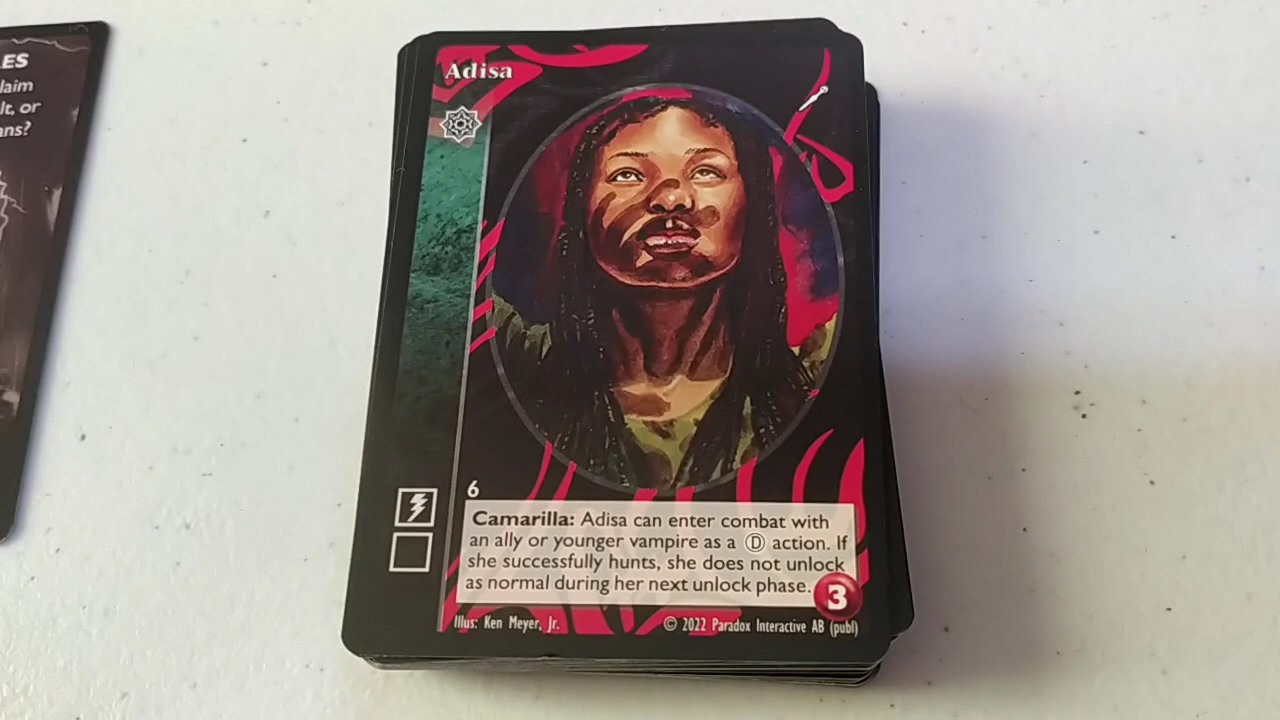 ES
laim
lt, or
ans?
Adisa
6
Camarilla: Adisa can enter combat with
an ally or younger vampire as a Ⓓ action. If
she successfully hunts, she does not unlock
as normal during her next unlock phase.
3
Illus: Ken Meyer, Jr.
© 2022 Paradox Interactive AB (publ)